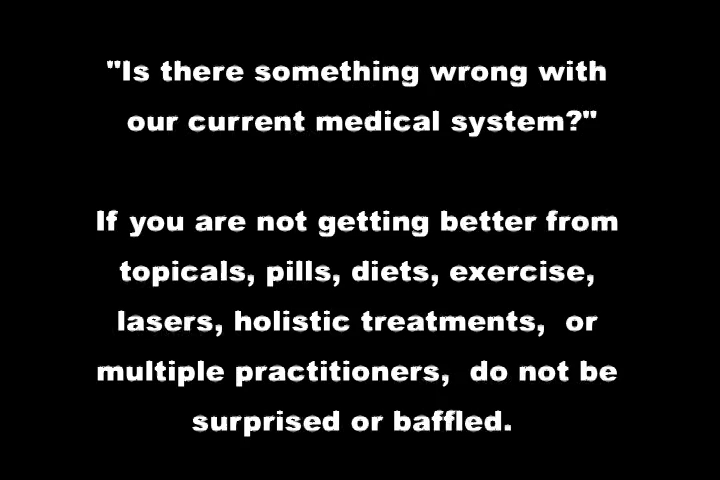 "Is there something wrong with
our current medical system?"
If you are not getting better from
topicals, pills, diets, exercise,
lasers, holistic treatments,  or
multiple practitioners,  do not be
surprised or baffled.